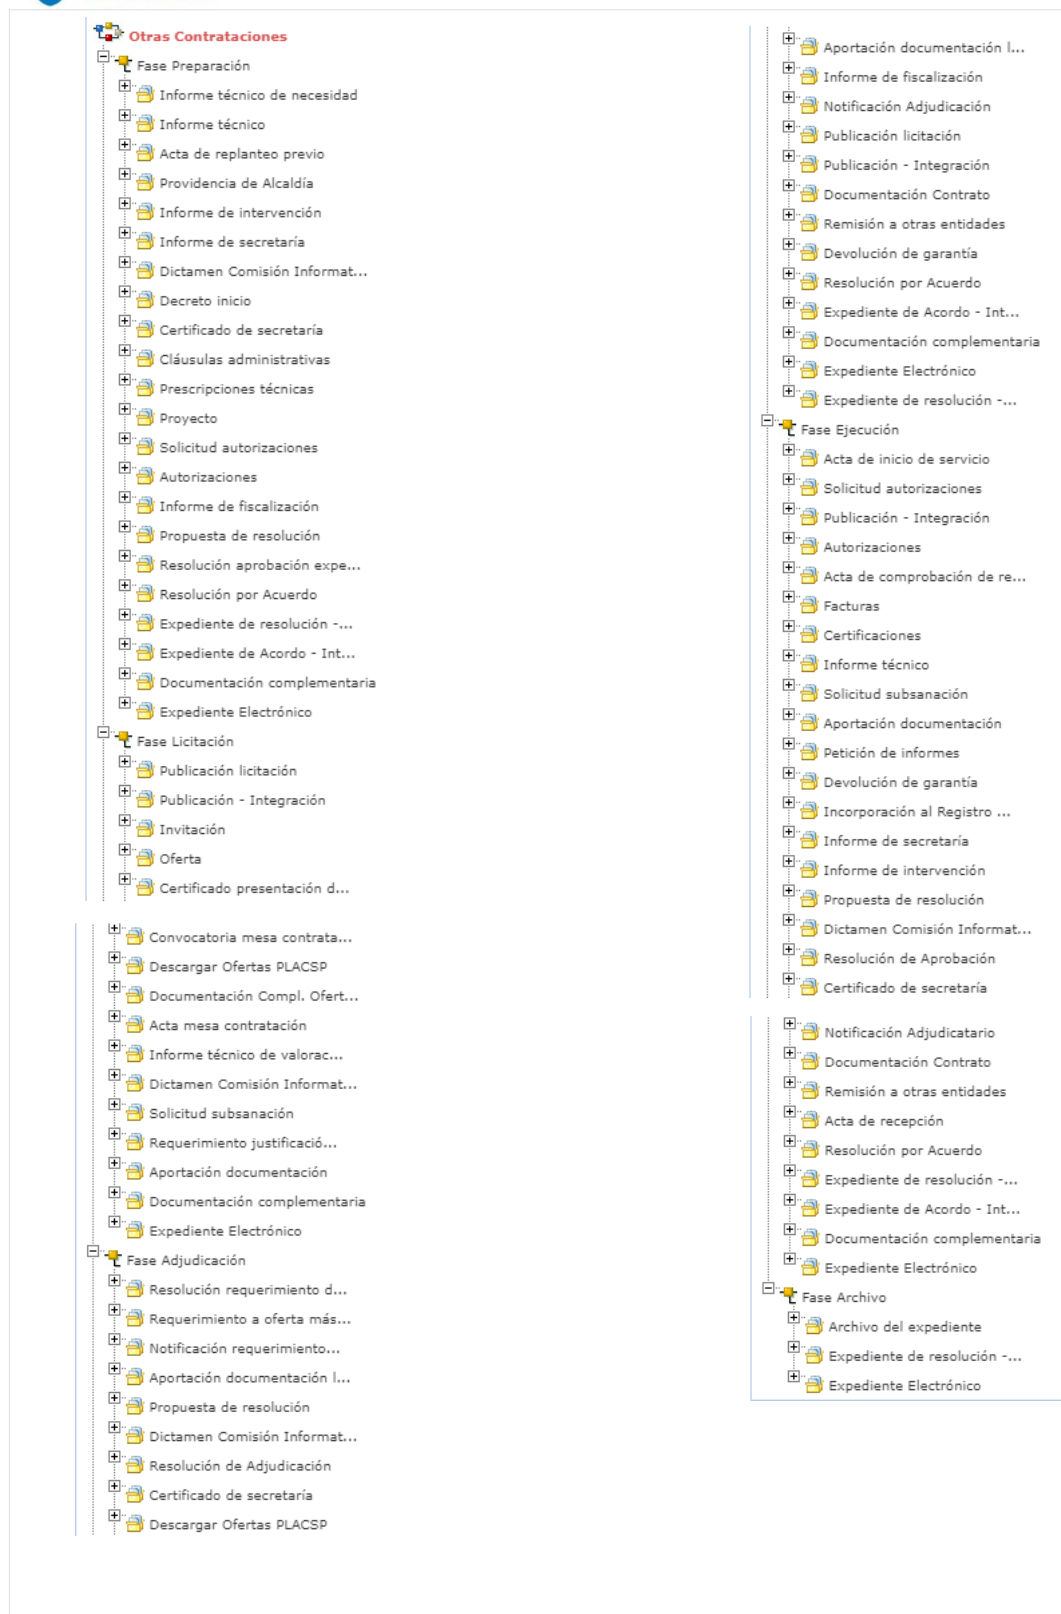 Otras Contrataciones
Fase Preparación
Informe técnico de necesidad
Informe técnico
Acta de replanteo previo
Providencia de Alcaldía
Informe de intervención
Informe de secretaría
Dictamen Comisión Informat...
Decreto inicio
Certificado de secretaría
Cláusulas administrativas
Prescripciones técnicas
Proyecto
Solicitud autorizaciones
Autorizaciones
Informe de fiscalización
Propuesta de resolución
Resolución aprobación expe...
Resolución por Acuerdo
Expediente de resolución -...
Expediente de Acordo - Int...
Documentación complementaria
Expediente Electrónico
Fase Licitación
Publicación licitación
Publicación - Integración
Invitación
Oferta
Certificado presentación d...
Convocatoria mesa contrata...
Descargar Ofertas PLACSP
Documentación Compl. Ofert...
Acta mesa contratación
Informe técnico de valorac...
Dictamen Comisión Informat...
Solicitud subsanación
Requerimiento justificació...
Aportación documentación
Documentación complementaria
Expediente Electrónico
Fase Adjudicación
Resolución requerimiento d...
Requerimiento a oferta más...
Notificación requerimiento...
Aportación documentación l...
Propuesta de resolución
Dictamen Comisión Informat...
Resolución de Adjudicación
Certificado de secretaría
Descargar Ofertas PLACSP
Aportación documentación l...
Informe de fiscalización
Notificación Adjudicación
Publicación licitación
Publicación - Integración
Documentación Contrato
Remisión a otras entidades
Devolución de garantía
Resolución por Acuerdo
Expediente de Acordo - Int...
Documentación complementaria
Expediente Electrónico
Expediente de resolución -...
Fase Ejecución
Acta de inicio de servicio
Solicitud autorizaciones
Publicación - Integración
Autorizaciones
Acta de comprobación de re...
Facturas
Certificaciones
Informe técnico
Solicitud subsanación
Aportación documentación
Petición de informes
Devolución de garantía
Incorporación al Registro ...
Informe de secretaría
Informe de intervención
Propuesta de resolución
Dictamen Comisión Informat...
Resolución de Aprobación
Certificado de secretaría
Notificación Adjudicatario
Documentación Contrato
Remisión a otras entidades
Acta de recepción
Resolución por Acuerdo
Expediente de resolución -...
Expediente de Acordo - Int...
Documentación complementaria
Expediente Electrónico
Fase Archivo
Archivo del expediente
Expediente de resolución -...
Expediente Electrónico